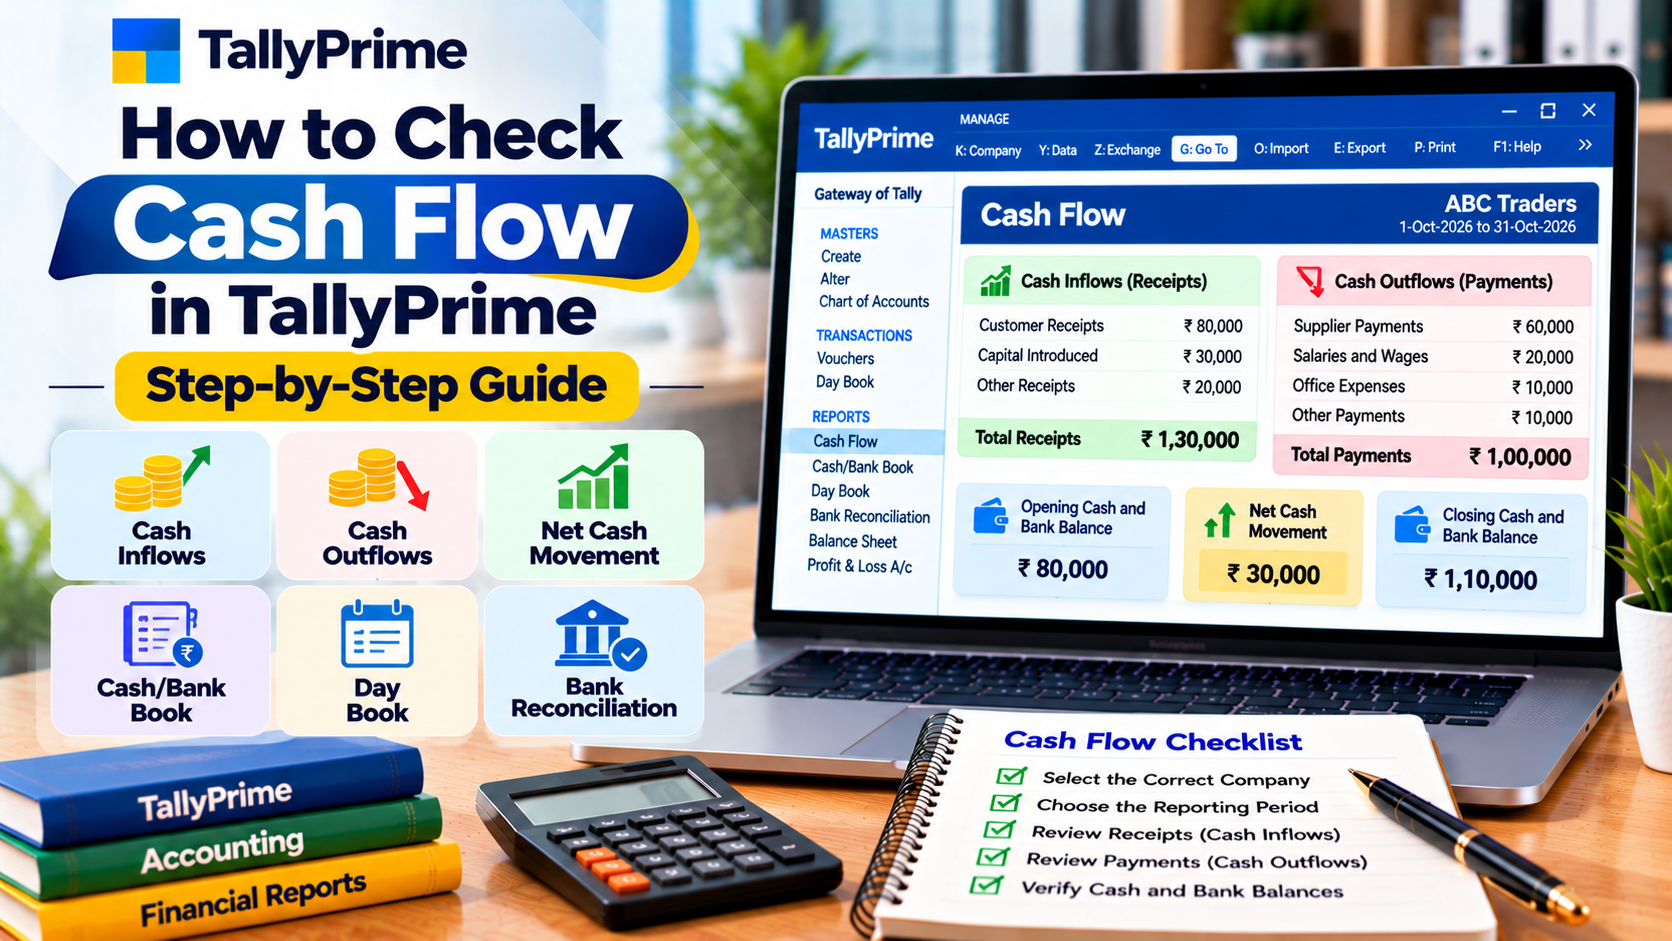 TallyPrime
How to Check
Cash Flow
in TallyPrime
Step-by-Step Guide
Cash
Inflows
Cash
Outflows
Net Cash
Movement
Cash/Bank
Book
Day
Book
Bank
Reconciliation
TallyPrime
Accounting
Financial Reports
TallyPrime
MANAGE
K: Company
Y: Data
Z: Exchange
G: Go To
O: Import
E: Export
P: Print
F1: Help
Gateway of Tally
MASTERS
Create
Alter
Chart of Accounts
TRANSACTIONS
Vouchers
Day Book
REPORTS
Cash Flow
Cash/Bank Book
Day Book
Bank Reconciliation
Balance Sheet
Profit & Loss A/c
Cash Flow
ABC Traders
1-Oct-2026 to 31-Oct-2026
Cash Inflows (Receipts)
Customer Receipts ₹ 80,000
Capital Introduced ₹ 30,000
Other Receipts ₹ 20,000
Total Receipts ₹ 1,30,000
Cash Outflows (Payments)
Supplier Payments ₹ 60,000
Salaries and Wages ₹ 20,000
Office Expenses ₹ 10,000
Other Payments ₹ 10,000
Total Payments ₹ 1,00,000
Opening Cash and
Bank Balance
₹ 80,000
Net Cash
Movement
₹ 30,000
Closing Cash and
Bank Balance
₹ 1,10,000
Cash Flow Checklist
Select the Correct Company
Choose the Reporting Period
Review Receipts (Cash Inflows)
Review Payments (Cash Outflows)
Verify Cash and Bank Balances